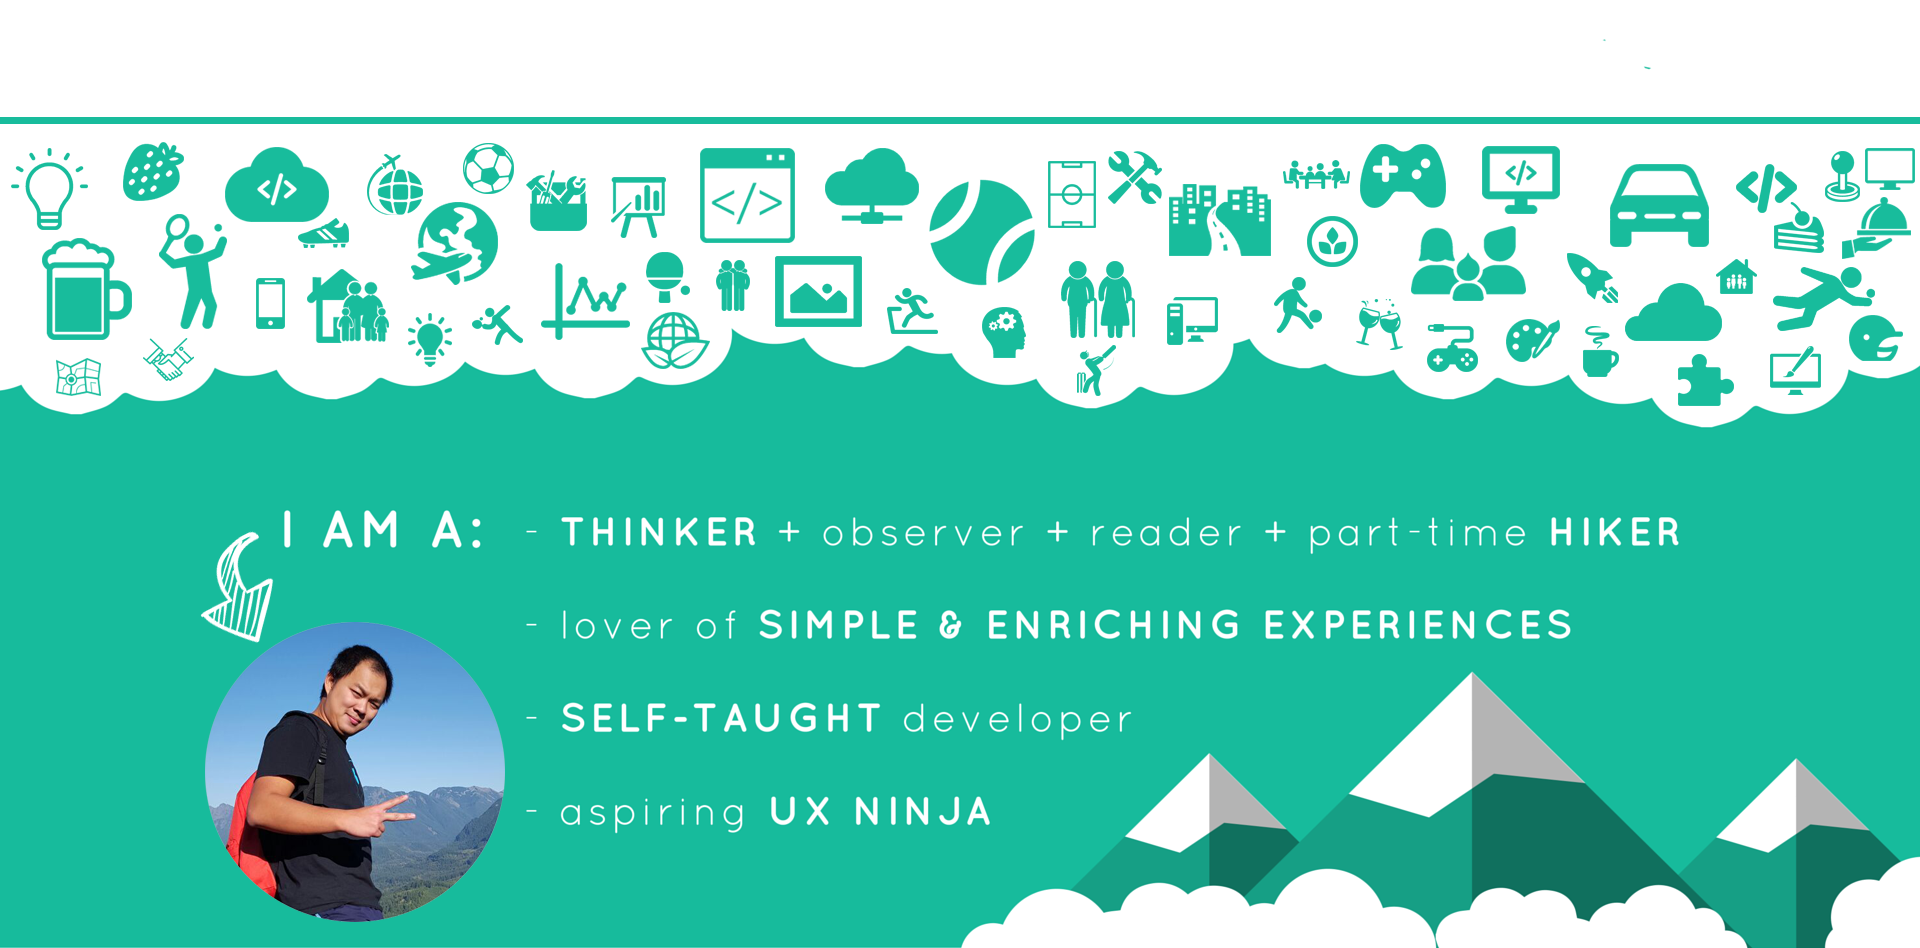 I AM A:
- THINKER + observer + reader + part-time HIKER
- lover of SIMPLE & ENRICHING EXPERIENCES
- SELF-TAUGHT developer
- aspiring UX NINJA